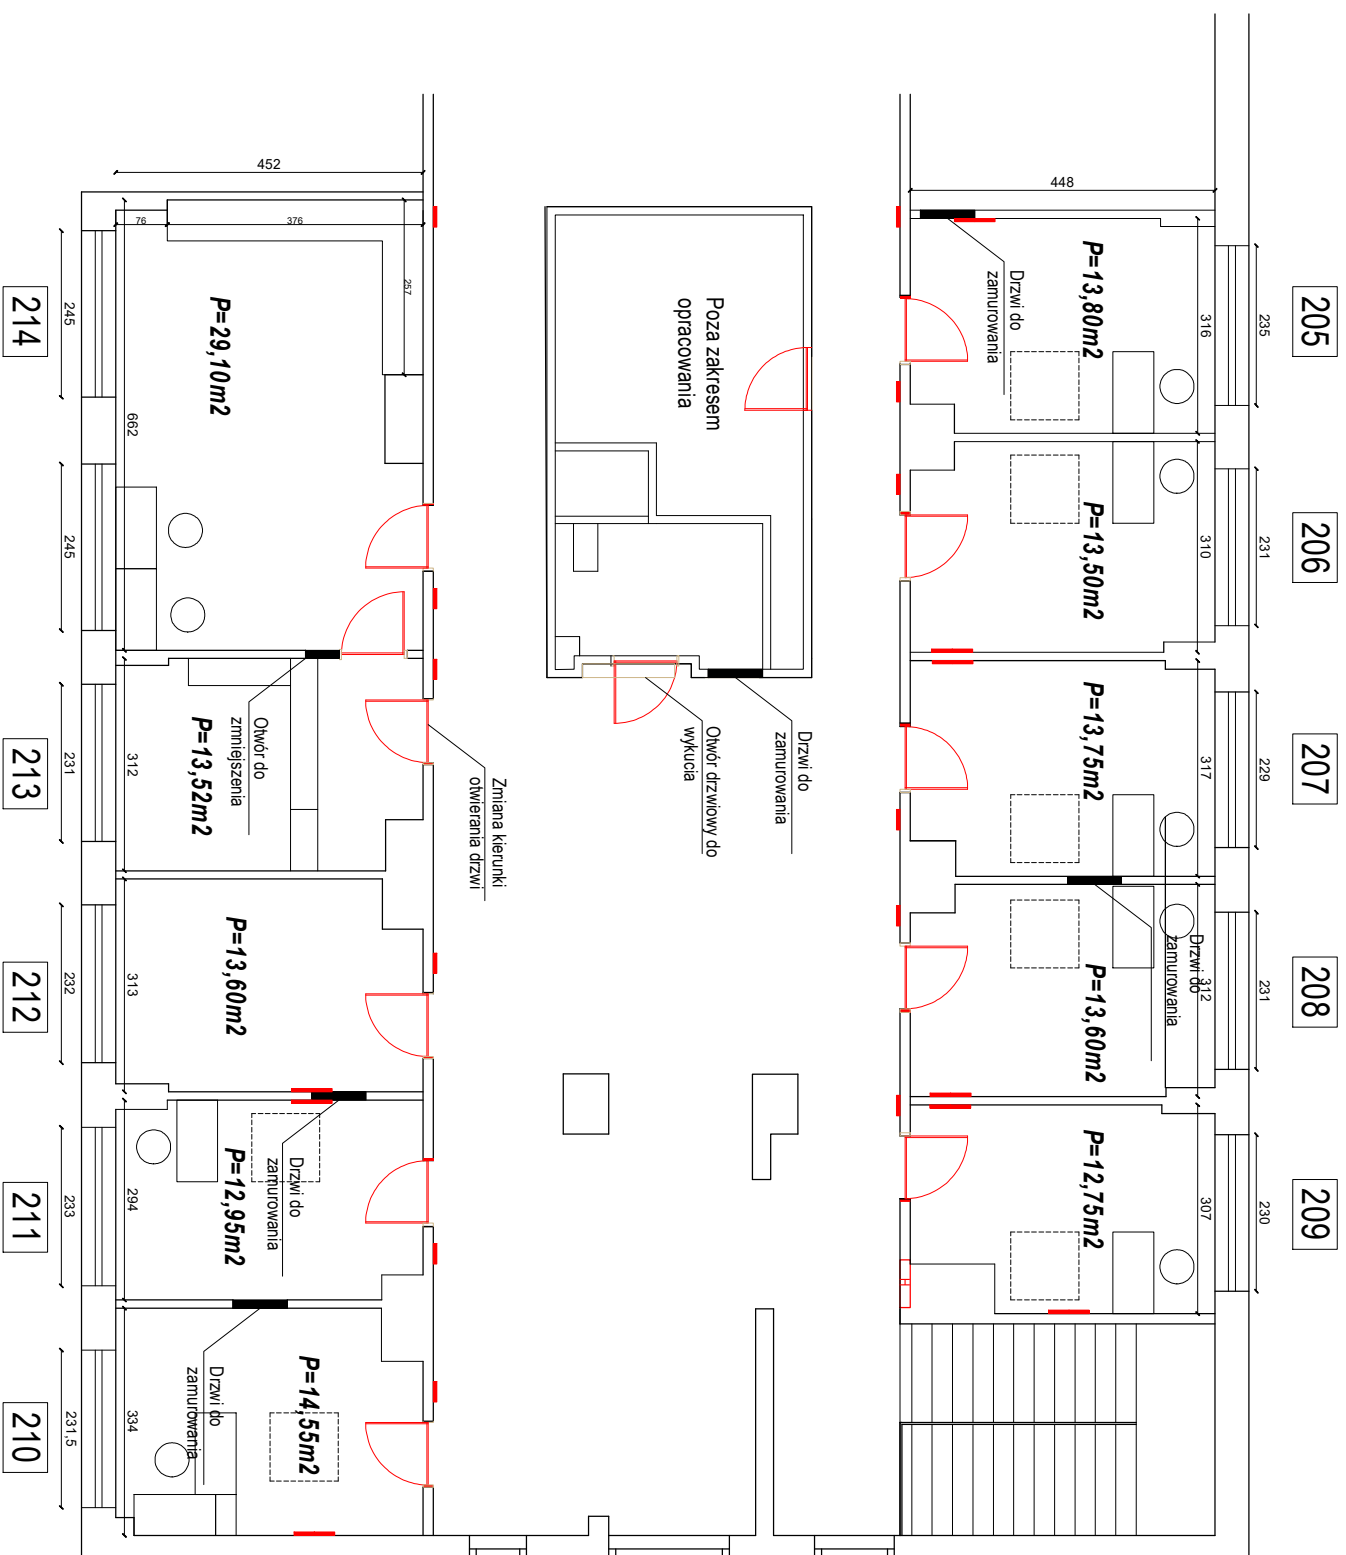 205
206
207
208
209
235
231
229
231
230
316
310
317
312
307
448
P=13,80m2
P=13,50m2
P=13,75m2
P=13,60m2
P=12,75m2
Drzwi do
zamurowania
Drzwi do
zamurowania
Poza zakresem
opracowania
Drzwi do
zamurowania
Otwór drzwiowy do
wykucia
Zmiana kierunki
otwierania drzwi
452
76
376
257
P=29,10m2
P=13,52m2
P=13,60m2
P=12,95m2
P=14,55m2
Otwór do
zmniejszenia
Drzwi do
zamurowania
Drzwi do
zamurowania
662
312
313
294
334
245
245
231
232
233
231,5
214
213
212
211
210